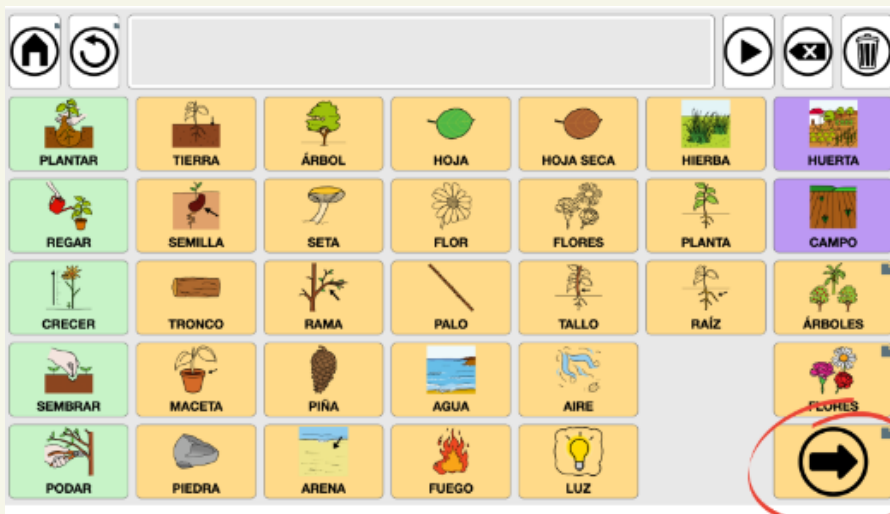 PLANTAR TIERRA ÁRBOL HOJA HOJA SECA HIERBA HUERTA
REGAR SEMILLA SETA FLOR FLORES PLANTA CAMPO
CRECER TRONCO RAMA PALO TALLO RAÍZ ÁRBOLES
SEMBRAR MACETA PIÑA AGUA AIRE FLORES
PODAR PIEDRA ARENA FUEGO LUZ